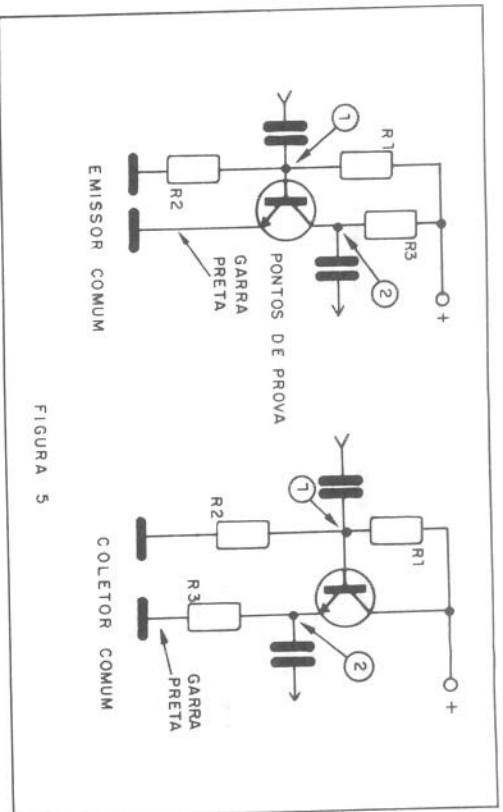 +
R1
R3
1
2
R2
PONTOS DE PROVA
GARRA
PRETA
EMISSOR COMUM
+
R1
1
2
R2
R3
GARRA
PRETA
COLETOR COMUM
FIGURA 5